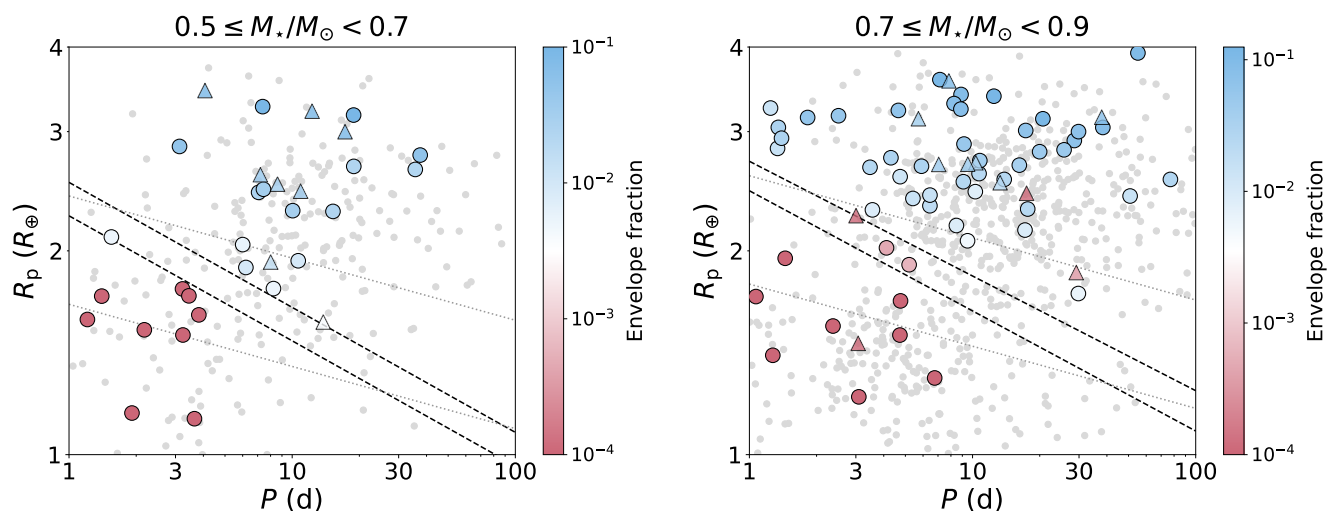 0.5 ≤ M⋆/M⊙ < 0.7
4
3
2
1
R_p (R⊕)
1 3 10 30 100
P (d)
10⁻¹
10⁻²
10⁻³
10⁻⁴
Envelope fraction
0.7 ≤ M⋆/M⊙ < 0.9
4
3
2
1
R_p (R⊕)
1 3 10 30 100
P (d)
10⁻¹
10⁻²
10⁻³
10⁻⁴
Envelope fraction